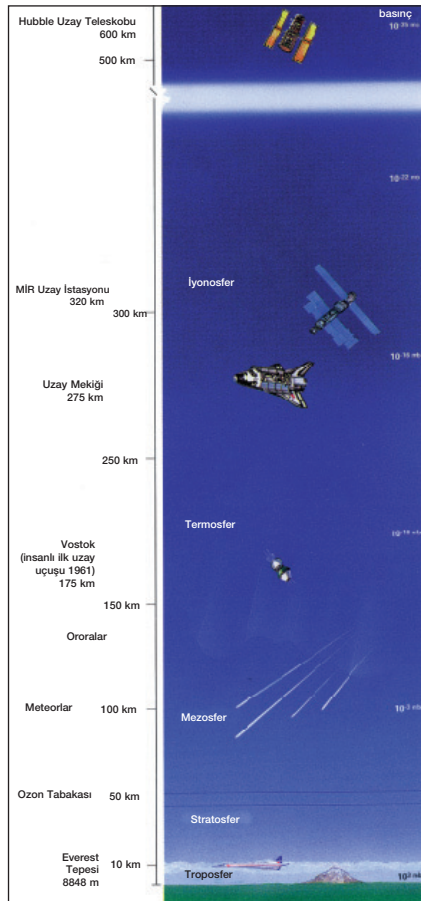 Hubble Uzay Teleskobu
600 km
basınç
500 km
İyonosfer
MİR Uzay İstasyonu
320 km
300 km
Uzay Mekiği
275 km
250 km
Termosfer
Vostok
(insanlı ilk uzay
uçuşu 1961)
175 km
150 km
Ororalar
Meteorlar
100 km
Mezosfer
Ozon Tabakası
50 km
Stratosfer
Everest
Tepesi
8848 m
10 km
Troposfer